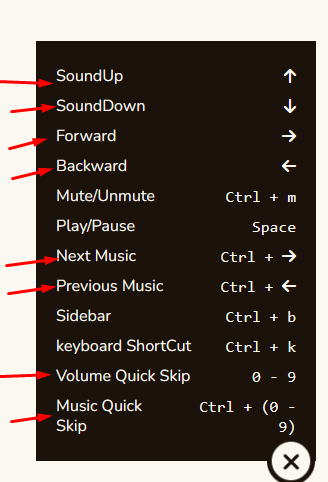 SoundUp ↑
SoundDown ↓
Forward →
Backward ←
Mute/Unmute Ctrl + m
Play/Pause Space
Next Music Ctrl + →
Previous Music Ctrl + ←
Sidebar Ctrl + b
keyboard ShortCut Ctrl + k
Volume Quick Skip 0 - 9
Music Quick Ctrl + (0 -
Skip 9)